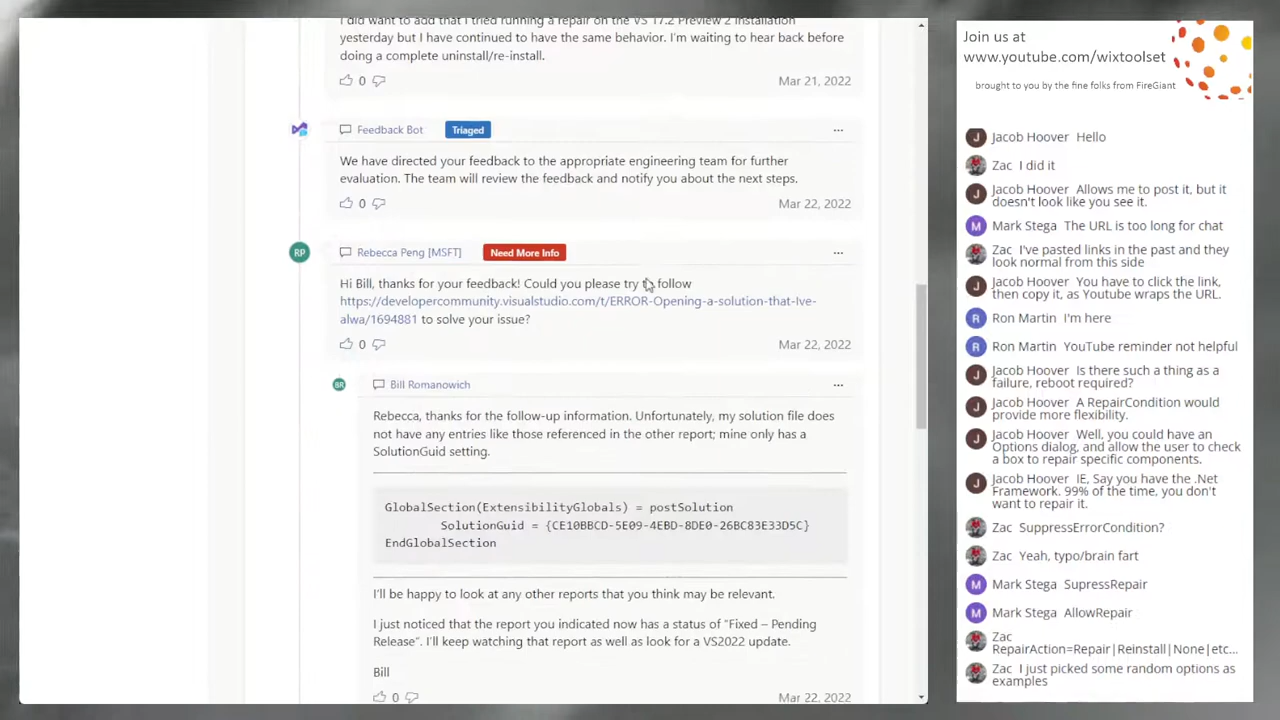 I did want to add that I tried running a repair on the VS 17.2 Preview 2 installation
yesterday but I have continued to have the same behavior. I'm waiting to hear back before
doing a complete uninstall/re-install.
0
Mar 21, 2022
Feedback Bot
Triaged
...
We have directed your feedback to the appropriate engineering team for further
evaluation. The team will review the feedback and notify you about the next steps.
0
Mar 22, 2022
RP
Rebecca Peng [MSFT]
Need More Info
...
Hi Bill, thanks for your feedback! Could you please try to follow
https://developercommunity.visualstudio.com/t/ERROR-Opening-a-solution-that-Ive-
alwa/1694881 to solve your issue?
0
Mar 22, 2022
BR
Bill Romanowich
...
Rebecca, thanks for the follow-up information. Unfortunately, my solution file does
not have any entries like those referenced in the other report; mine only has a
SolutionGuid setting.
GlobalSection(ExtensibilityGlobals) = postSolution
SolutionGuid = {CE10BBCD-5E09-4EBD-8DE0-26BC83E33D5C}
EndGlobalSection
I'll be happy to look at any other reports that you think may be relevant.
I just noticed that the report you indicated now has a status of "Fixed – Pending
Release". I'll keep watching that report as well as look for a VS2022 update.
Bill
0
Mar 22, 2022
Join us at
www.youtube.com/wixtoolset
brought to you by the fine folks from FireGiant
J
Jacob Hoover Hello
Zac I did it
J
Jacob Hoover Allows me to post it, but it
doesn't look like you see it.
M
Mark Stega The URL is too long for chat
Zac I've pasted links in the past and they
look normal from this side
J
Jacob Hoover You have to click the link,
then copy it, as Youtube wraps the URL.
R
Ron Martin I'm here
R
Ron Martin YouTube reminder not helpful
J
Jacob Hoover Is there such a thing as a
failure, reboot required?
J
Jacob Hoover A RepairCondition would
provide more flexibility.
J
Jacob Hoover Well, you could have an
Options dialog, and allow the user to check
a box to repair specific components.
J
Jacob Hoover IE, Say you have the .Net
Framework. 99% of the time, you don't
want to repair it.
Zac SuppressErrorCondition?
Zac Yeah, typo/brain fart
M
Mark Stega SupressRepair
M
Mark Stega AllowRepair
Zac
RepairAction=Repair|Reinstall|None|etc...
Zac I just picked some random options as
examples